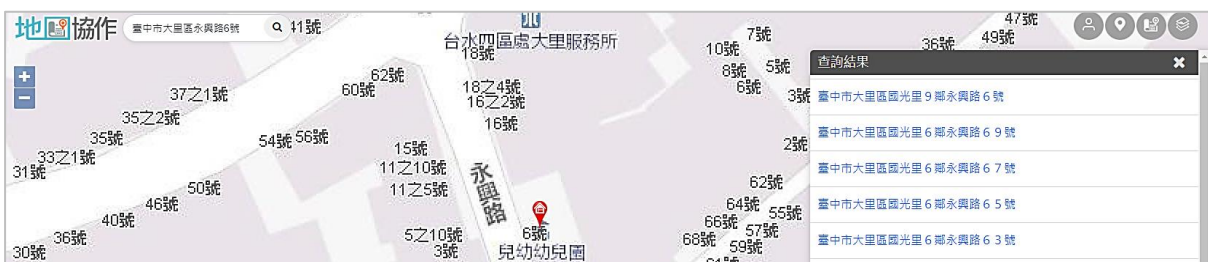 地圖協作
臺中市大里區永興路6號
41號
台水四區處大里服務所
18號
7號
10號
8號
5號
6號
3號
47號
36號
49號
查詢結果
臺中市大里區國光里9鄰永興路6號
臺中市大里區國光里6鄰永興路69號
臺中市大里區國光里6鄰永興路67號
臺中市大里區國光里6鄰永興路65號
臺中市大里區國光里6鄰永興路63號
62號
60號
37之1號
35之2號
35號
33之1號
31號
54號
56號
18之4號
16之2號
16號
15號
11之10號
11之5號
永興路
50號
46號
40號
36號
30號
5之10號
3號
6號
兒幼幼兒園
2號
62號
64號
55號
66號
57號
68號
59號